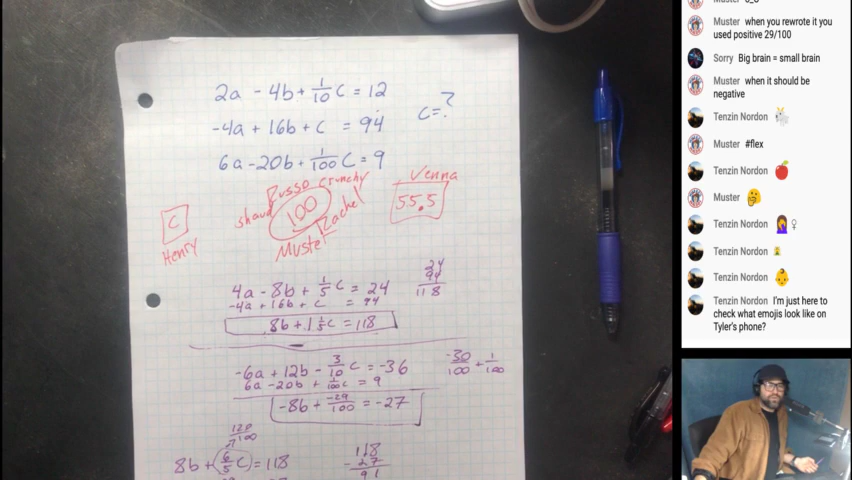 2a - 4b + 1/10 C = 12
-4a + 16b + C = 94
6a - 20b + 1/100 C = 9
C = ?
Russo Crunchy
Shaud 100 Rachel
Muster
Venna
55.5
C
Henry
4a - 8b + 1/5 C = 24
-4a + 16b + C = 94
8b + 1 1/5 C = 118
24
94
118
-6a + 12b - 3/10 C = -36
6a - 20b + 1/100 C = 9
-8b + -29/100 = -27
-30/100 + 1/100
120/100
8b + 6/5 C = 118
118
- 27
91
Muster
Muster when you rewrote it you
used positive 29/100
Sorry Big brain = small brain
Muster when it should be
negative
Tenzin Nordon 🐐
Muster #flex
Tenzin Nordon 🍎
Muster 🤔
Tenzin Nordon 🤦♀
Tenzin Nordon
Tenzin Nordon 👶
Tenzin Nordon I'm just here to
check what emojis look like on
Tyler's phone?